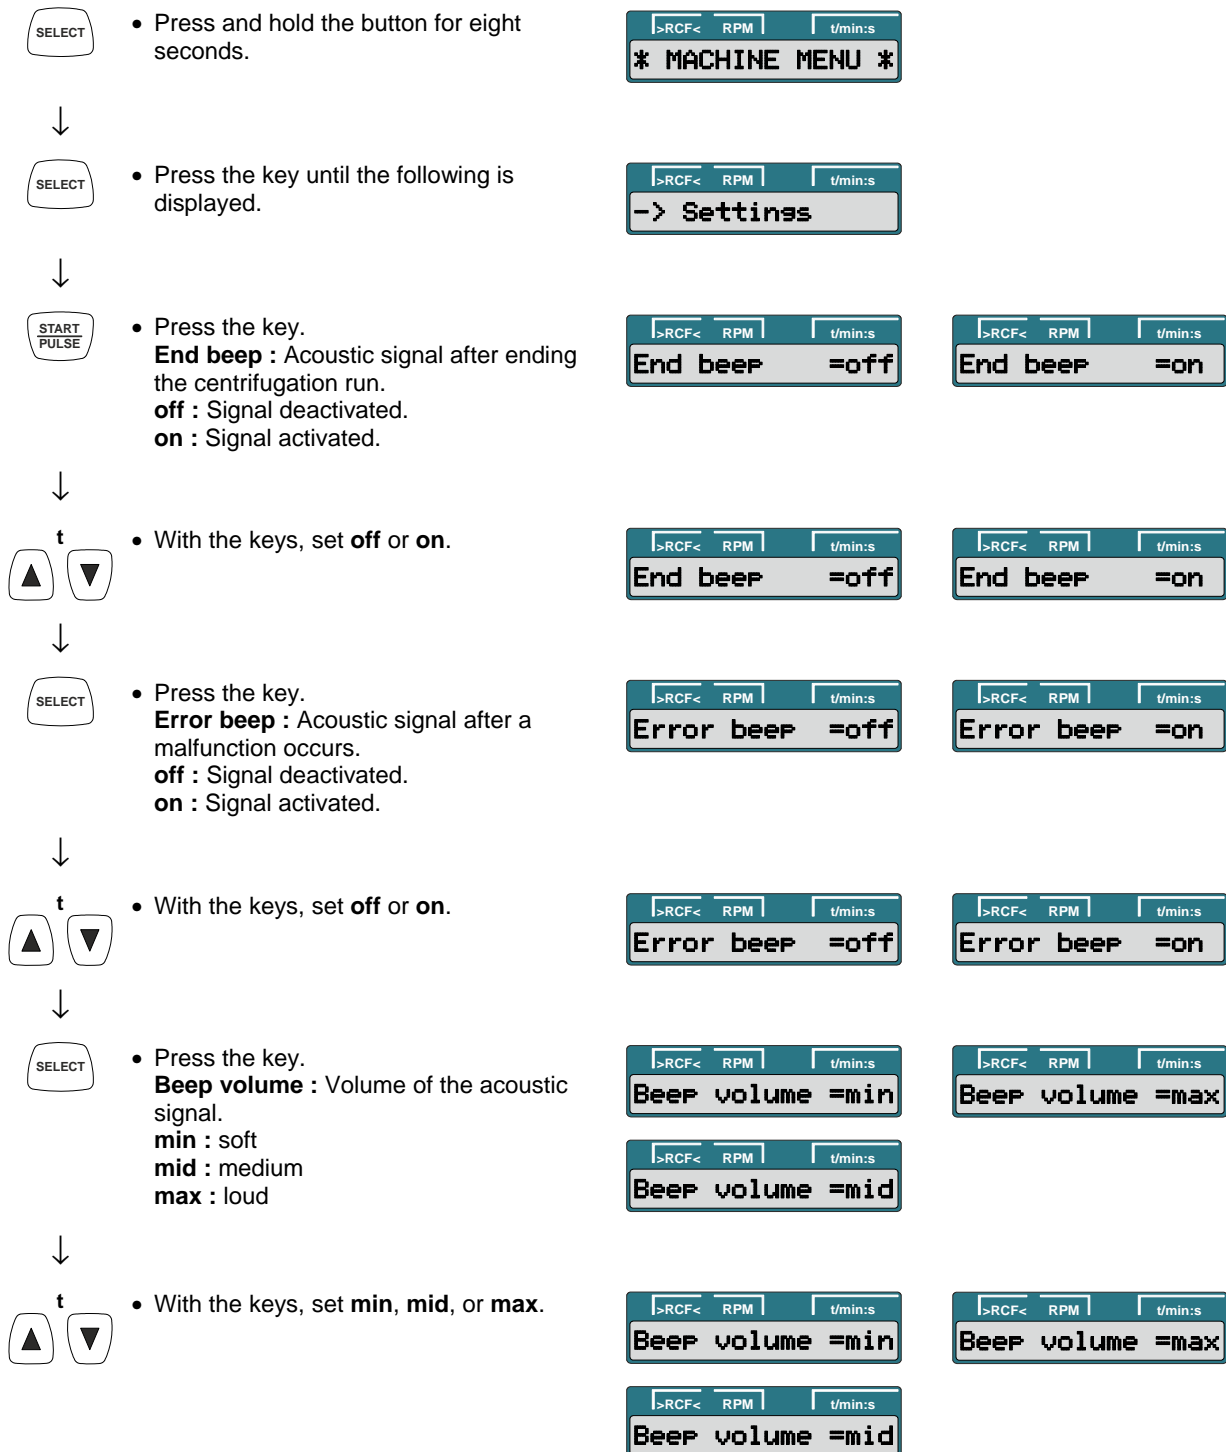 SELECT
• Press and hold the button for eight
seconds.
>RCF< RPM t/min:s
* MACHINE MENU *
↓
SELECT
• Press the key until the following is
displayed.
>RCF< RPM t/min:s
-> Settings
↓
START
PULSE
• Press the key.
End beep : Acoustic signal after ending
the centrifugation run.
off : Signal deactivated.
on : Signal activated.
>RCF< RPM t/min:s
End beep =off
>RCF< RPM t/min:s
End beep =on
↓
t
▲ ▼
• With the keys, set off or on.
>RCF< RPM t/min:s
End beep =off
>RCF< RPM t/min:s
End beep =on
↓
SELECT
• Press the key.
Error beep : Acoustic signal after a
malfunction occurs.
off : Signal deactivated.
on : Signal activated.
>RCF< RPM t/min:s
Error beep =off
>RCF< RPM t/min:s
Error beep =on
↓
t
▲ ▼
• With the keys, set off or on.
>RCF< RPM t/min:s
Error beep =off
>RCF< RPM t/min:s
Error beep =on
↓
SELECT
• Press the key.
Beep volume : Volume of the acoustic
signal.
min : soft
mid : medium
max : loud
>RCF< RPM t/min:s
Beep volume =min
>RCF< RPM t/min:s
Beep volume =max
>RCF< RPM t/min:s
Beep volume =mid
↓
t
▲ ▼
• With the keys, set min, mid, or max.
>RCF< RPM t/min:s
Beep volume =min
>RCF< RPM t/min:s
Beep volume =max
>RCF< RPM t/min:s
Beep volume =mid